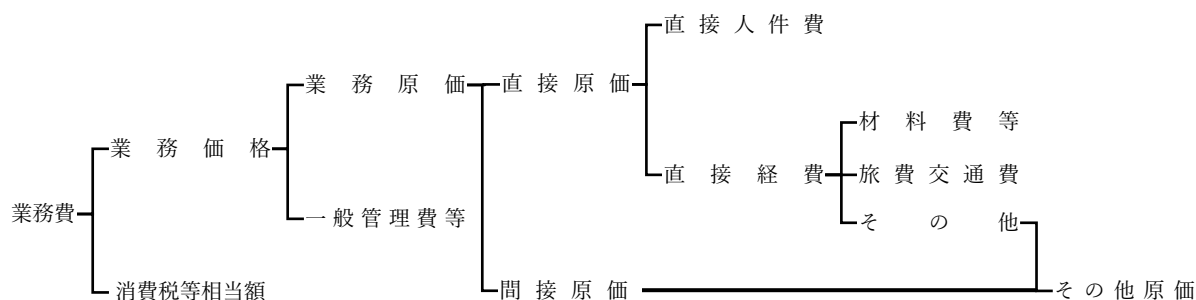 直接人件費
業務原価
直接原価
材料費等
業務価格
直接経費
旅費交通費
業務費
一般管理費等
その他
消費税等相当額
間接原価
その他原価